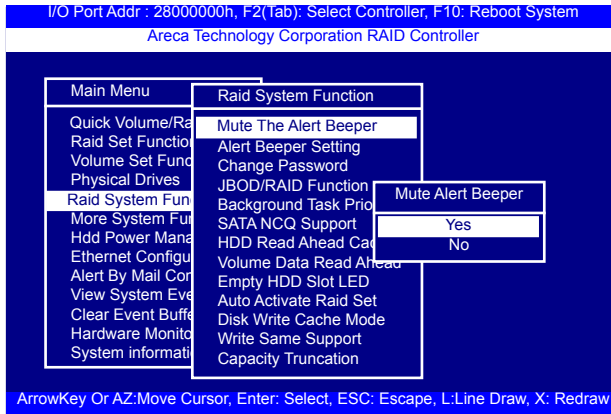 I/O Port Addr : 28000000h, F2(Tab): Select Controller, F10: Reboot System
Areca Technology Corporation RAID Controller
Main Menu
Quick Volume/Ra
Raid Set Functio
Volume Set Func
Physical Drives
Raid System Fun
More System Fun
Hdd Power Mana
Ethernet Configu
Alert By Mail Con
View System Eve
Clear Event Buffe
Hardware Monito
System informati
Raid System Function
Mute The Alert Beeper
Alert Beeper Setting
Change Password
JBOD/RAID Function
Background Task Prio
SATA NCQ Support
HDD Read Ahead Cac
Volume Data Read Ahead
Empty HDD Slot LED
Auto Activate Raid Set
Disk Write Cache Mode
Write Same Support
Capacity Truncation
Mute Alert Beeper
Yes
No
ArrowKey Or AZ:Move Cursor, Enter: Select, ESC: Escape, L:Line Draw, X: Redraw